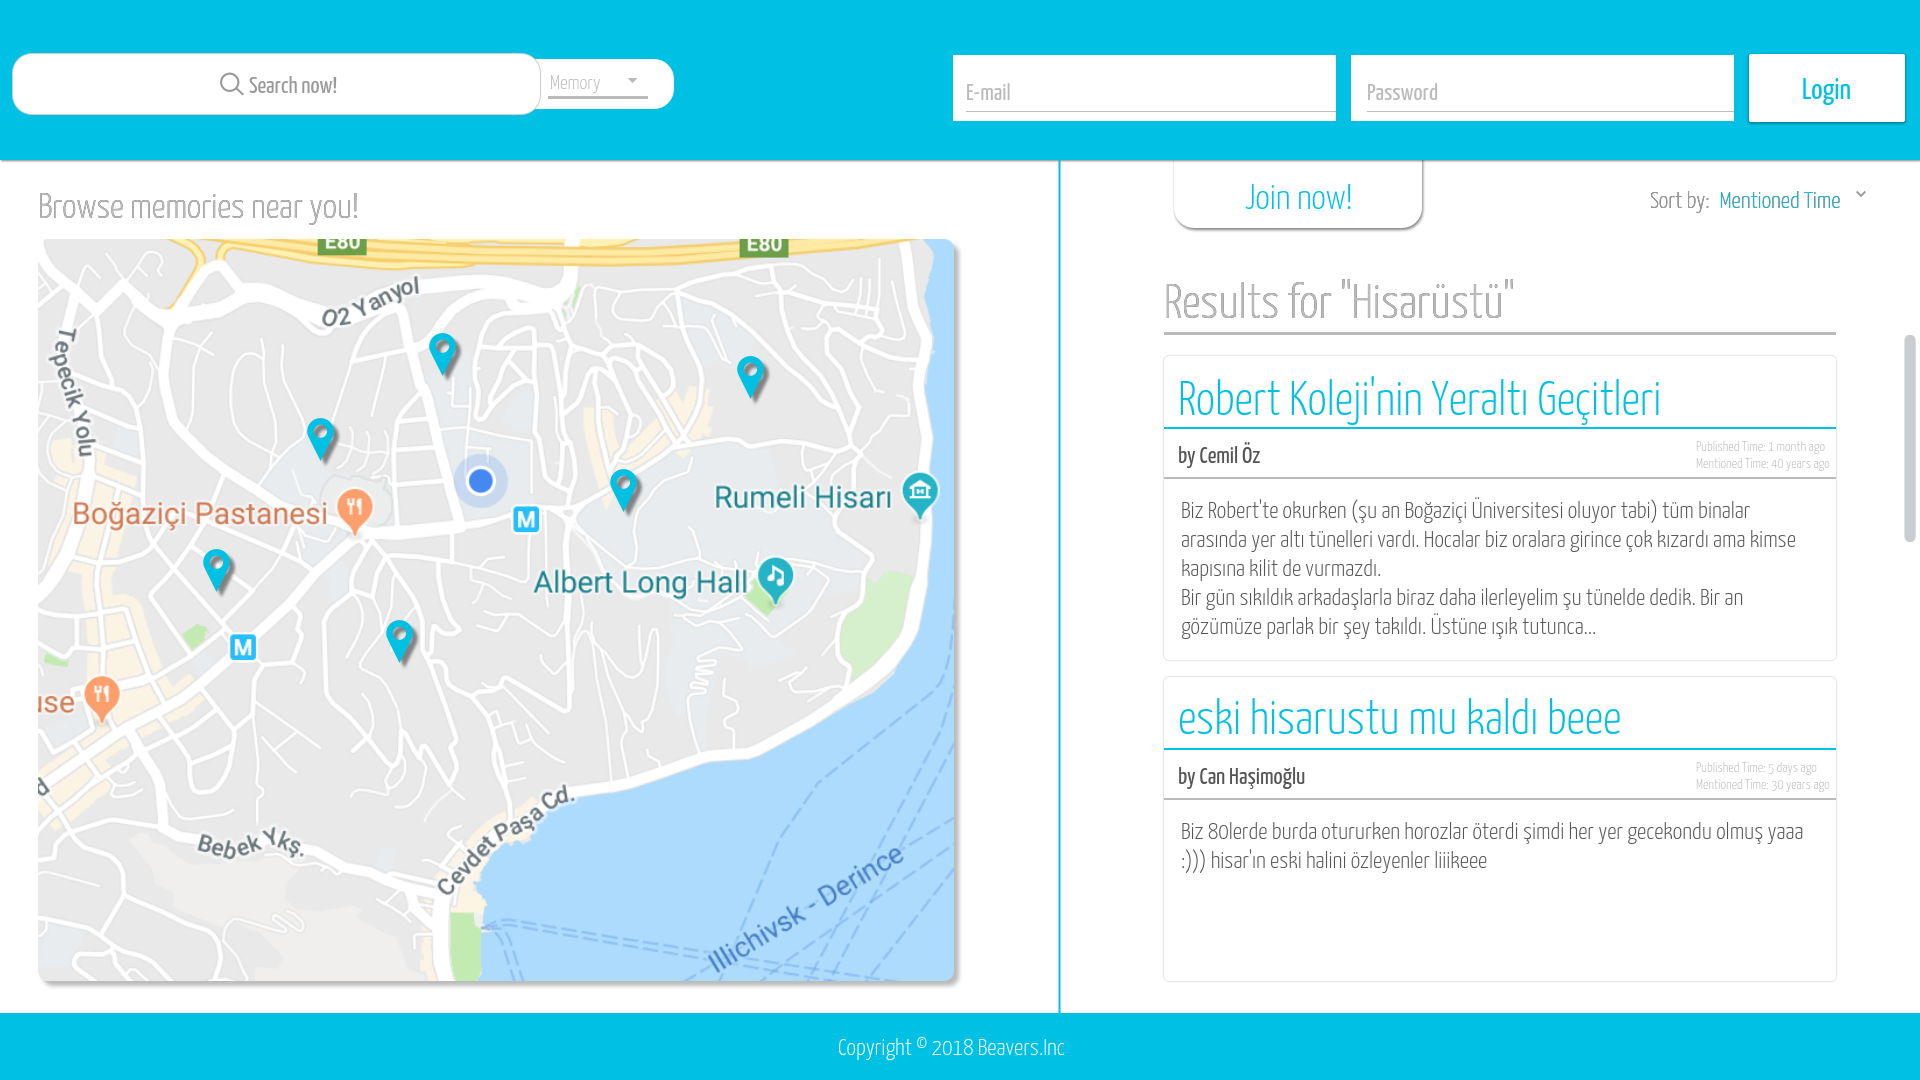 Search now!
Memory
E-mail
Password
Login
Browse memories near you!
E80
E80
O2 Yanyol
Tepecik Yolu
Boğaziçi Pastanesi
M
Rumeli Hisarı
Albert Long Hall
M
use
d
Bebek Ykş.
Cevdet Paşa Cd.
Illichivsk - Derince
Join now!
Sort by: Mentioned Time
Results for "Hisarüstü"
Robert Koleji'nin Yeraltı Geçitleri
by Cemil Öz
Published Time: 1 month ago
Mentioned Time: 40 years ago
Biz Robert'te okurken (şu an Boğaziçi Üniversitesi oluyor tabi) tüm binalar
arasında yer altı tünelleri vardı. Hocalar biz oralara girince çok kızardı ama kimse
kapısına kilit de vurmazdı.
Bir gün sıkıldık arkadaşlarla biraz daha ilerleyelim şu tünelde dedik. Bir an
gözümüze parlak bir şey takıldı. Üstüne ışık tutunca...
eski hisarustu mu kaldı beee
by Can Haşimoğlu
Published Time: 5 days ago
Mentioned Time: 30 years ago
Biz 80lerde burda otururken horozlar öterdi şimdi her yer gecekondu olmuş yaaa
:))) hisar'ın eski halini özleyenler liiikeee
Copyright © 2018 Beavers.Inc